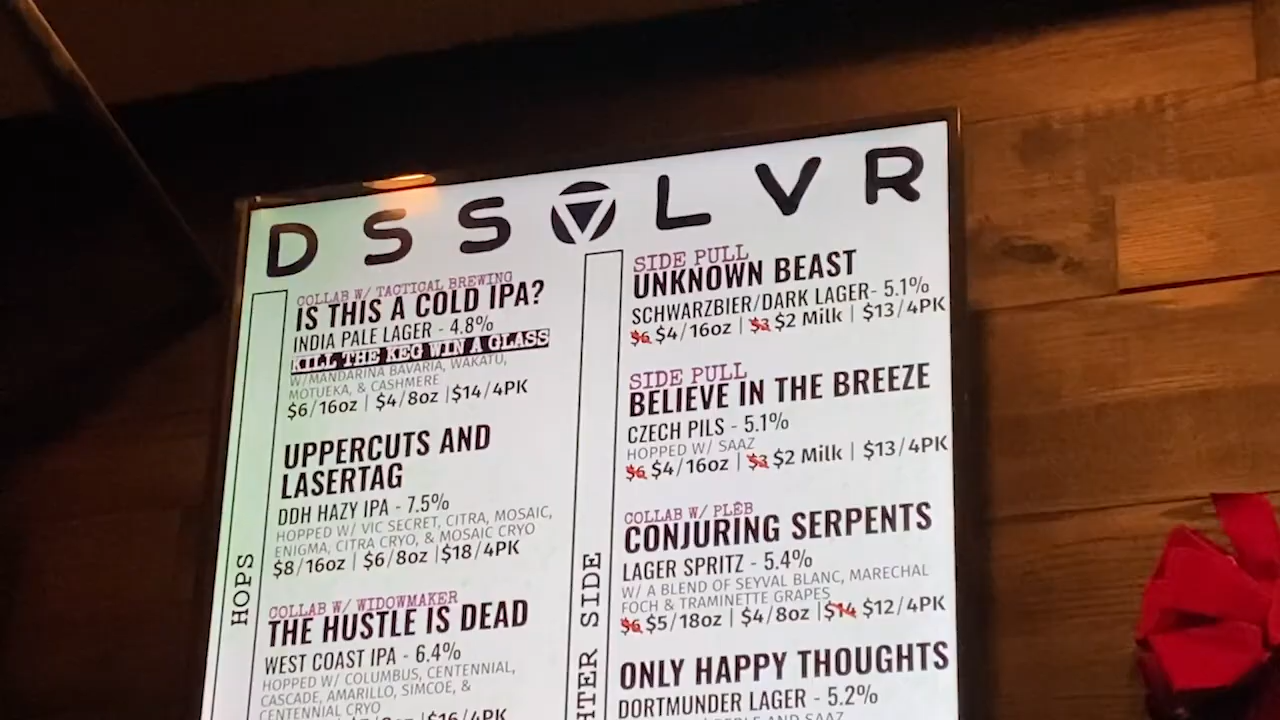 DSSOLVR
HOPS
COLLAB W/ TACTICAL BREWING
IS THIS A COLD IPA?
INDIA PALE LAGER - 4.8%
KILL THE KEG WIN A GLASS
W/MANDARINA BAVARIA, WAKATU,
MOTUEKA, & CASHMERE
$6/16oz | $4/8oz |$14/4PK
UPPERCUTS AND
LASERTAG
DDH HAZY IPA - 7.5%
HOPPED W/ VIC SECRET, CITRA, MOSAIC,
ENIGMA, CITRA CRYO, & MOSAIC CRYO
$8/16oz | $6/8oz |$18/4PK
COLLAB W/ WIDOWMAKER
THE HUSTLE IS DEAD
WEST COAST IPA - 6.4%
HOPPED W/ COLUMBUS, CENTENNIAL,
CASCADE, AMARILLO, SIMCOE, &
CENTENNIAL CRYO
|$16/4PK
SIDE
SIDE PULL
UNKNOWN BEAST
SCHWARZBIER/DARK LAGER- 5.1%
$6 $4/16oz | $3 $2 Milk | $13/4PK
SIDE PULL
BELIEVE IN THE BREEZE
CZECH PILS - 5.1%
HOPPED W/ SAAZ
$6 $4/16oz | $3 $2 Milk | $13/4PK
COLLAB W/ PLĒB
CONJURING SERPENTS
LAGER SPRITZ - 5.4%
W/ A BLEND OF SEYVAL BLANC, MARECHAL
FOCH & TRAMINETTE GRAPES
$6 $5/18oz | $4/8oz |$14 $12/4PK
ONLY HAPPY THOUGHTS
DORTMUNDER LAGER - 5.2%
AND SAAZ